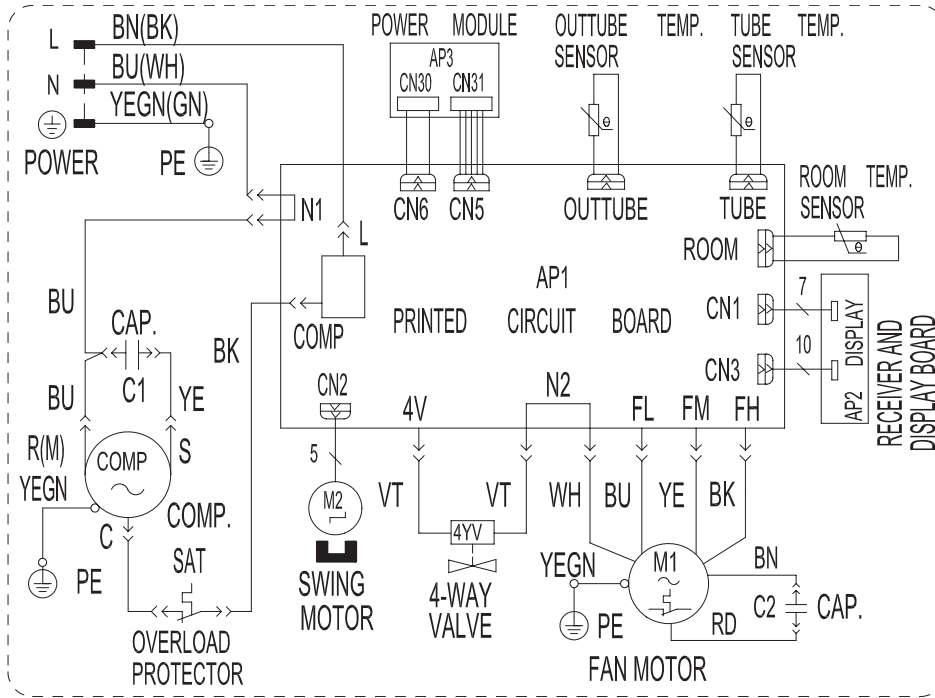 L BN(BK)
N BU(WH)
YEGN(GN)
POWER
PE
POWER MODULE
AP3
CN30 CN31
OUTTUBE TEMP.
SENSOR
θ
TUBE TEMP.
SENSOR
θ
N1
L
CN6 CN5 OUTTUBE TUBE
ROOM TEMP.
SENSOR
θ
ROOM
AP1
PRINTED CIRCUIT BOARD
COMP
CN1
7
CN3
10
AP2 DISPLAY
RECEIVER AND
DISPLAY BOARD
BU
CAP.
C1
BK
BU
YE
CN2
4V
N2
FL FM FH
R(M)
YEGN
COMP
S
COMP.
C
PE
SAT
OVERLOAD
PROTECTOR
5
M2
SWING
MOTOR
VT
VT
4YV
4-WAY
VALVE
WH BU YE BK
YEGN
PE
M1
BN
C2 CAP.
RD
FAN MOTOR